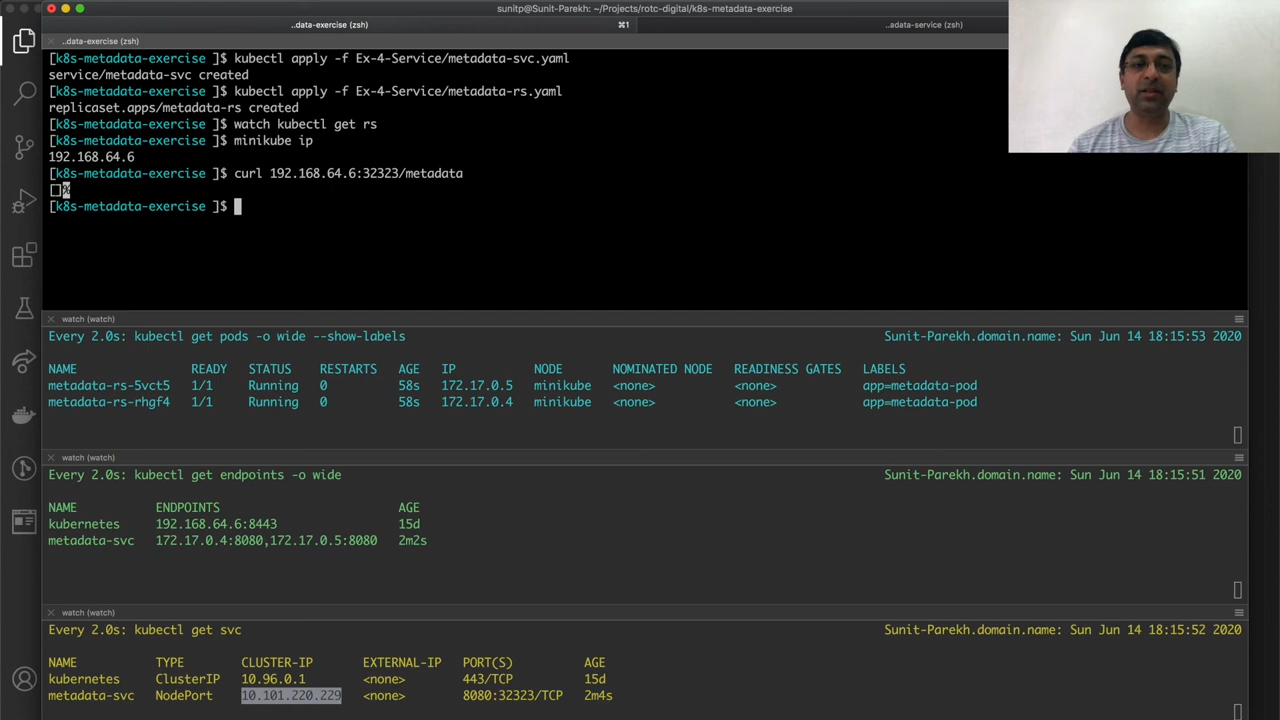 sunitp@Sunit-Parekh: ~/Projects/rotc-digital/k8s-metadata-exercise
..data-exercise (zsh) ⌘1 ..adata-service (zsh)
..data-exercise (zsh)
[k8s-metadata-exercise ]$ kubectl apply -f Ex-4-Service/metadata-svc.yaml
service/metadata-svc created
[k8s-metadata-exercise ]$ kubectl apply -f Ex-4-Service/metadata-rs.yaml
replicaset.apps/metadata-rs created
[k8s-metadata-exercise ]$ watch kubectl get rs
[k8s-metadata-exercise ]$ minikube ip
192.168.64.6
[k8s-metadata-exercise ]$ curl 192.168.64.6:32323/metadata
[]%
[k8s-metadata-exercise ]$
watch (watch)
Every 2.0s: kubectl get pods -o wide --show-labels Sunit-Parekh.domain.name: Sun Jun 14 18:15:53 2020
NAME READY STATUS RESTARTS AGE IP NODE NOMINATED NODE READINESS GATES LABELS
metadata-rs-5vct5 1/1 Running 0 58s 172.17.0.5 minikube <none> <none> app=metadata-pod
metadata-rs-rhgf4 1/1 Running 0 58s 172.17.0.4 minikube <none> <none> app=metadata-pod
watch (watch)
Every 2.0s: kubectl get endpoints -o wide Sunit-Parekh.domain.name: Sun Jun 14 18:15:51 2020
NAME ENDPOINTS AGE
kubernetes 192.168.64.6:8443 15d
metadata-svc 172.17.0.4:8080,172.17.0.5:8080 2m2s
watch (watch)
Every 2.0s: kubectl get svc Sunit-Parekh.domain.name: Sun Jun 14 18:15:52 2020
NAME TYPE CLUSTER-IP EXTERNAL-IP PORT(S) AGE
kubernetes ClusterIP 10.96.0.1 <none> 443/TCP 15d
metadata-svc NodePort 10.101.220.229 <none> 8080:32323/TCP 2m4s